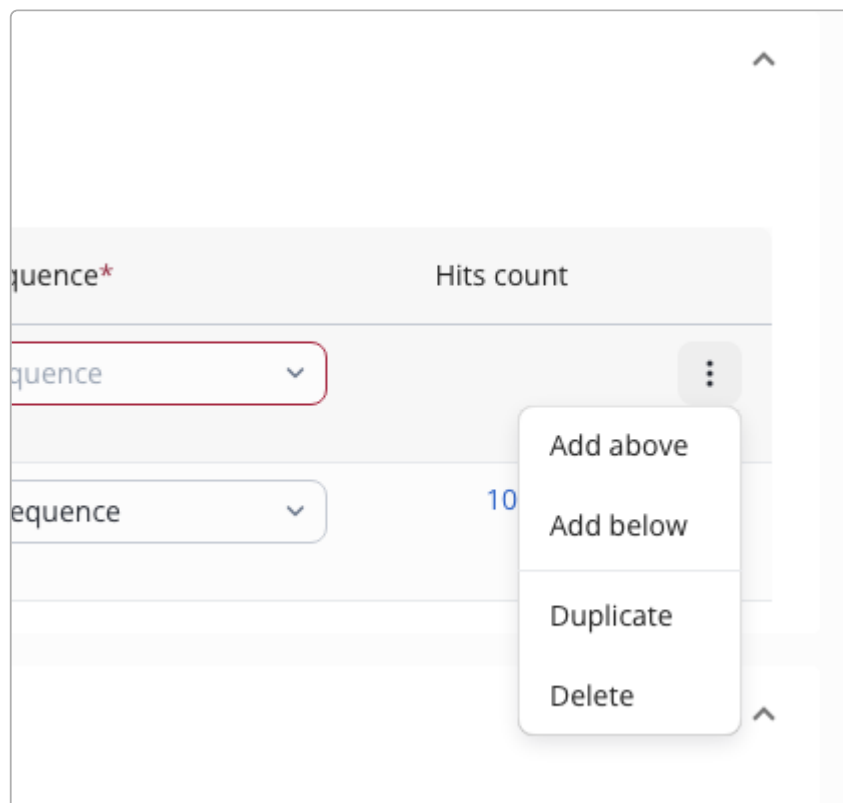 quence* Hits count
quence
Add above
equence 10
Add below
Duplicate
Delete